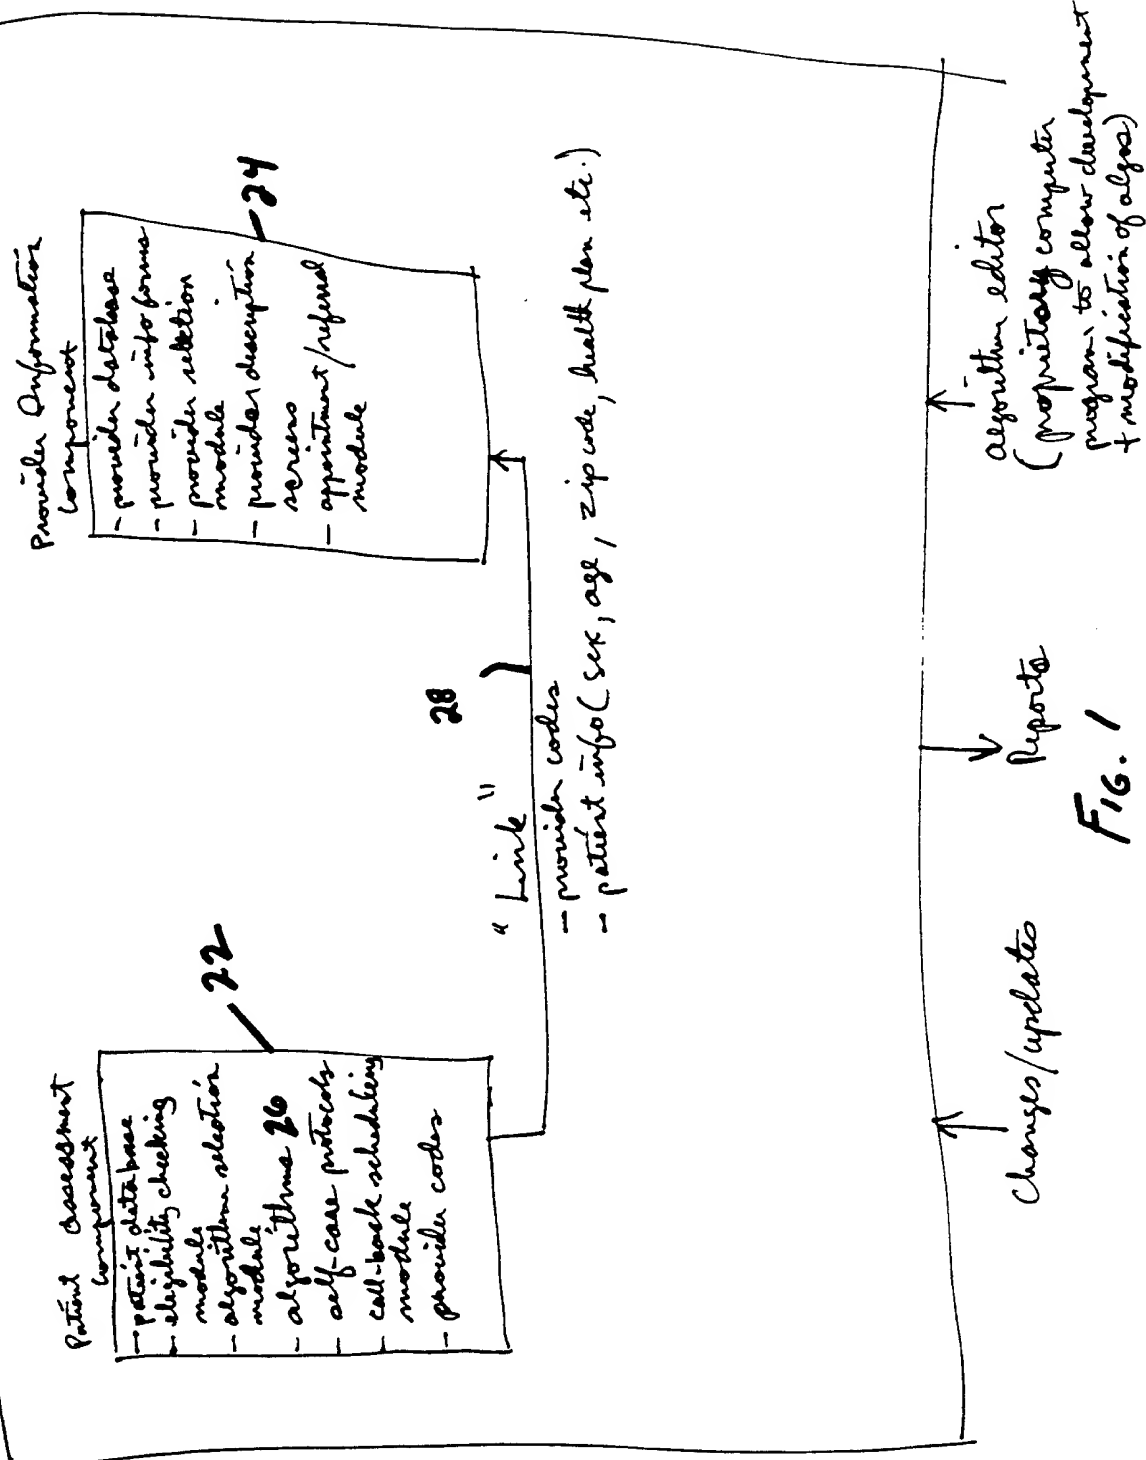 Patient assessment
component
- patient database
- eligibility checking
module
- algorithm selection
module
- algorithms 26
- self-care protocols
- call-back scheduling
module
- provider codes
22
Provider Information
component
- provider database
- provider info forms
- provider selection
module
- provider description
screens
- appointment/referral
module
24
28
"Link"
- provider codes
- patient info (sex, age, zip code, health plan etc.)
Changes/updates
Reports
algorithm editor
(proprietary computer
program to allow development
+ modification of algos)
FIG. 1